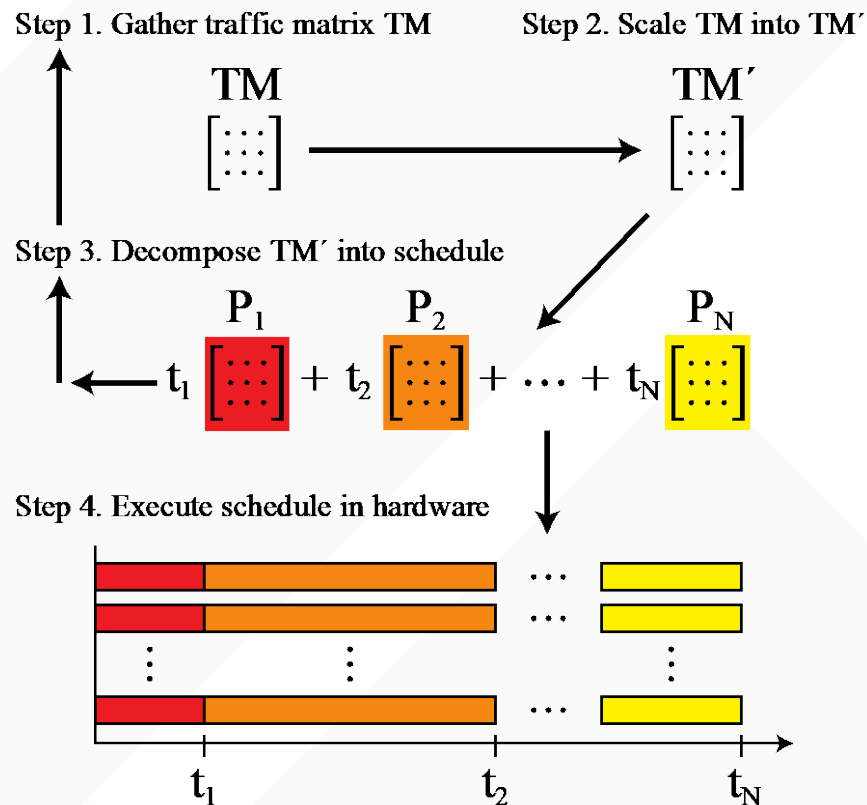 Step 1. Gather traffic matrix TM
Step 2. Scale TM into TM´
TM
TM´
[⋯]
[⋯]
Step 3. Decompose TM´ into schedule
P1
P2
PN
t1 [⋯] + t2 [⋯] + ⋯ + tN [⋯]
Step 4. Execute schedule in hardware
⋯
⋯
⋮ ⋮ ⋮
⋯
t1
t2
tN